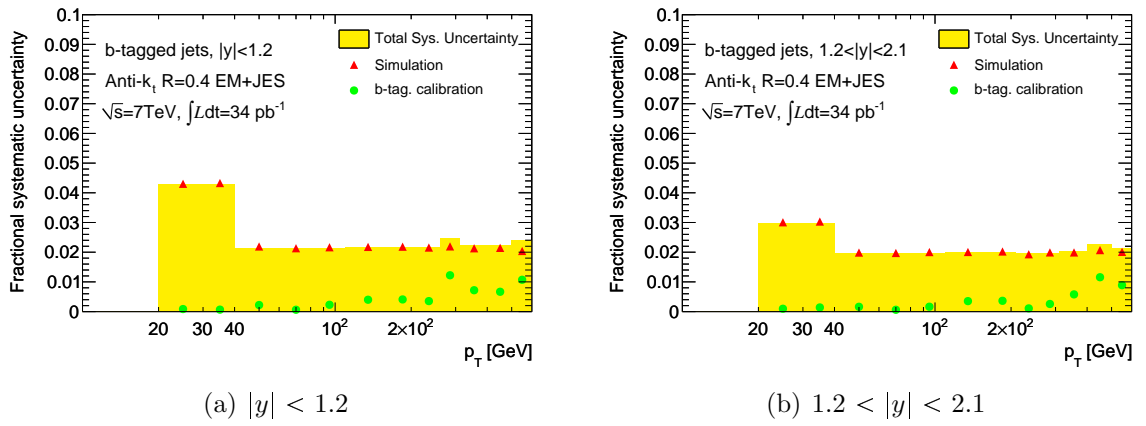 Fractional systematic uncertainty
0.1
0.09
0.08
0.07
0.06
0.05
0.04
0.03
0.02
0.01
0
b-tagged jets, |y|<1.2
Anti-kₜ R=0.4 EM+JES
√s=7TeV, ∫Ldt=34 pb⁻¹
Total Sys. Uncertainty
Simulation
b-tag. calibration
20 30 40 10² 2×10²
p_T [GeV]
(a) |y| < 1.2
Fractional systematic uncertainty
0.1
0.09
0.08
0.07
0.06
0.05
0.04
0.03
0.02
0.01
0
b-tagged jets, 1.2<|y|<2.1
Anti-kₜ R=0.4 EM+JES
√s=7TeV, ∫Ldt=34 pb⁻¹
Total Sys. Uncertainty
Simulation
b-tag. calibration
20 30 40 10² 2×10²
p_T [GeV]
(b) 1.2 < |y| < 2.1